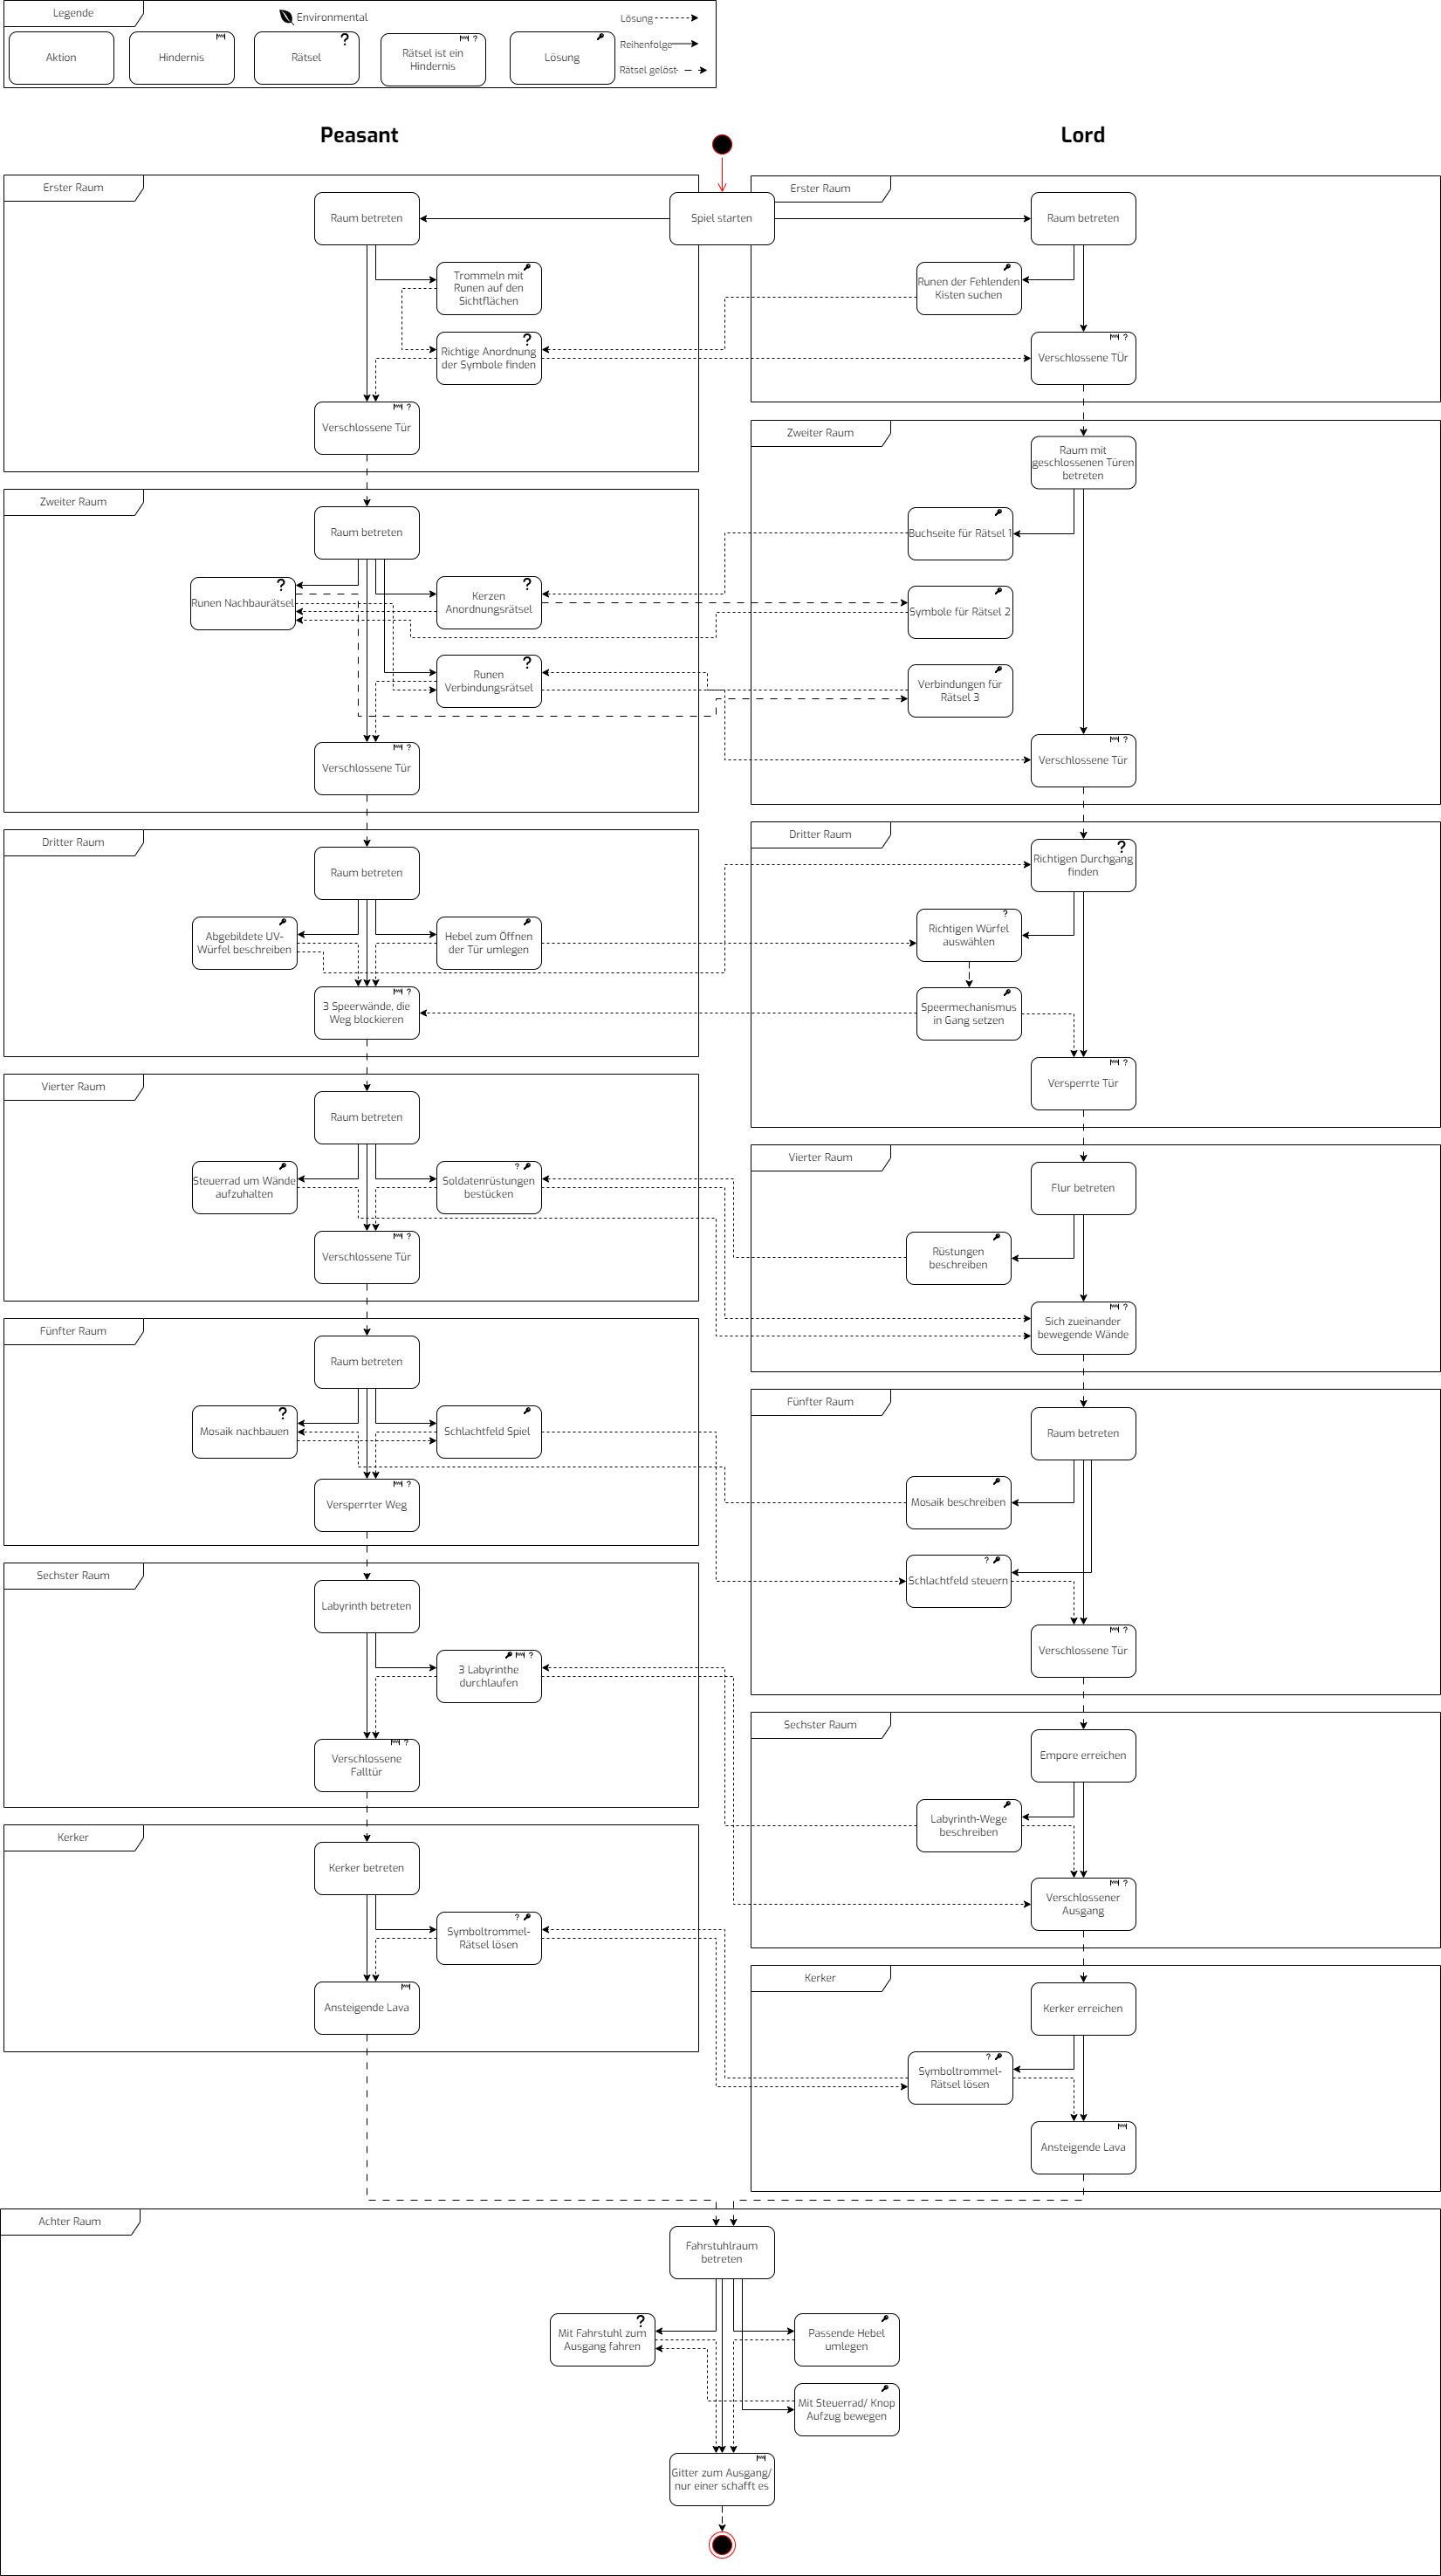 Legende
Environmental
Lösung
Reihenfolge
Rätsel gelöst
Aktion
Hindernis
Rätsel
Rätsel ist ein
Hindernis
Lösung
Peasant
Lord
Erster Raum
Raum betreten
Spiel starten
Erster Raum
Raum betreten
Trommeln mit
Runen auf den
Sichtflächen
Runen der Fehlenden
Kisten suchen
Richtige Anordnung
der Symbole finden
Verschlossene TÜr
Verschlossene Tür
Zweiter Raum
Raum mit
geschlossenen Türen
betreten
Zweiter Raum
Raum betreten
Buchseite für Rätsel 1
Runen Nachbaurätsel
Kerzen
Anordnungsrätsel
Symbole für Rätsel 2
Runen
Verbindungsrätsel
Verbindungen für
Rätsel 3
Verschlossene Tür
Verschlossene Tür
Dritter Raum
Raum betreten
Dritter Raum
Richtigen Durchgang
finden
Abgebildete UV-
Würfel beschreiben
Hebel zum Öffnen
der Tür umlegen
Richtigen Würfel
auswählen
3 Speerwände, die
Weg blockieren
Speermechanismus
in Gang setzen
Versperrte Tür
Vierter Raum
Raum betreten
Vierter Raum
Flur betreten
Steuerrad um Wände
aufzuhalten
Soldatenrüstungen
bestücken
Verschlossene Tür
Rüstungen
beschreiben
Sich zueinander
bewegende Wände
Fünfter Raum
Raum betreten
Fünfter Raum
Raum betreten
Mosaik nachbauen
Schlachtfeld Spiel
Versperrter Weg
Mosaik beschreiben
Schlachtfeld steuern
Verschlossene Tür
Sechster Raum
Labyrinth betreten
3 Labyrinthe
durchlaufen
Verschlossene
Falltür
Sechster Raum
Empore erreichen
Labyrinth-Wege
beschreiben
Verschlossener
Ausgang
Kerker
Kerker betreten
Symboltrommel-
Rätsel lösen
Ansteigende Lava
Kerker
Kerker erreichen
Symboltrommel-
Rätsel lösen
Ansteigende Lava
Achter Raum
Fahrstuhlraum
betreten
Mit Fahrstuhl zum
Ausgang fahren
Passende Hebel
umlegen
Mit Steuerrad/ Knop
Aufzug bewegen
Gitter zum Ausgang/
nur einer schafft es